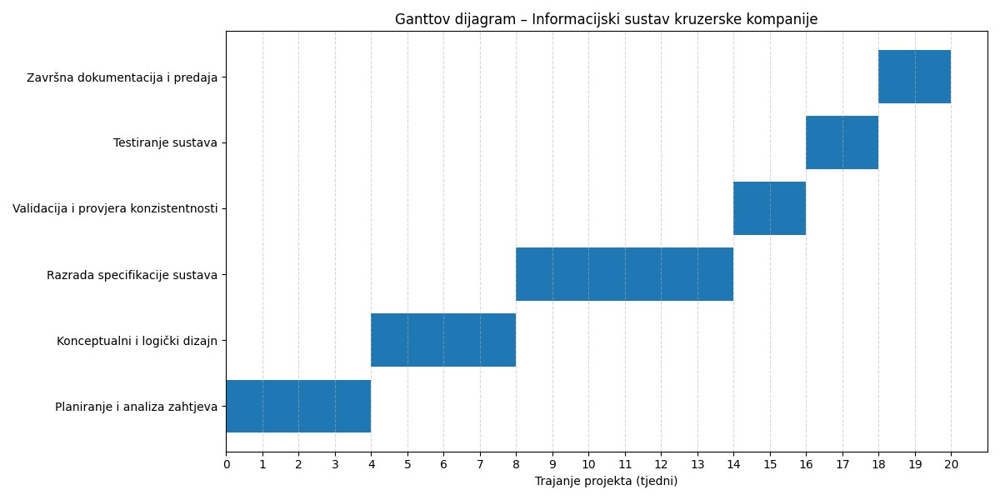 Ganttov dijagram – Informacijski sustav kruzerske kompanije
Završna dokumentacija i predaja
Testiranje sustava
Validacija i provjera konzistentnosti
Razrada specifikacije sustava
Konceptualni i logički dizajn
Planiranje i analiza zahtjeva
0 1 2 3 4 5 6 7 8 9 10 11 12 13 14 15 16 17 18 19 20
Trajanje projekta (tjedni)